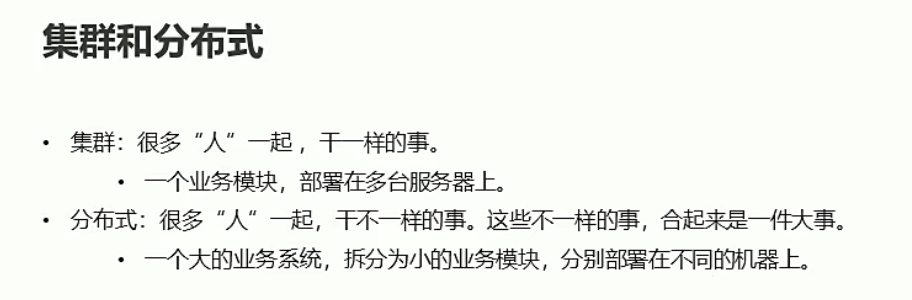 集群和分布式
• 集群：很多“人”一起 ，干一样的事。
• 一个业务模块，部署在多台服务器上。
• 分布式：很多“人”一起，干不一样的事。这些不一样的事，合起来是一件大事。
• 一个大的业务系统，拆分为小的业务模块，分别部署在不同的机器上。